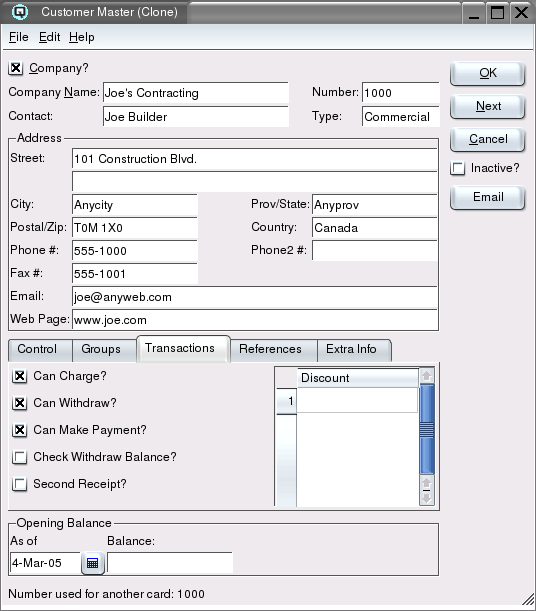 Customer Master (Clone)
File Edit Help
Company?
Company Name: Joe's Contracting Number: 1000
Contact: Joe Builder Type: Commercial
OK
Next
Cancel
Inactive?
Email
Address
Street: 101 Construction Blvd.
City: Anycity Prov/State: Anyprov
Postal/Zip: T0M 1X0 Country: Canada
Phone #: 555-1000 Phone2 #:
Fax #: 555-1001
Email: joe@anyweb.com
Web Page: www.joe.com
Control Groups Transactions References Extra Info
Can Charge?
Can Withdraw?
Can Make Payment?
Check Withdraw Balance?
Second Receipt?
Discount
1
Opening Balance
As of Balance:
4-Mar-05
Number used for another card: 1000